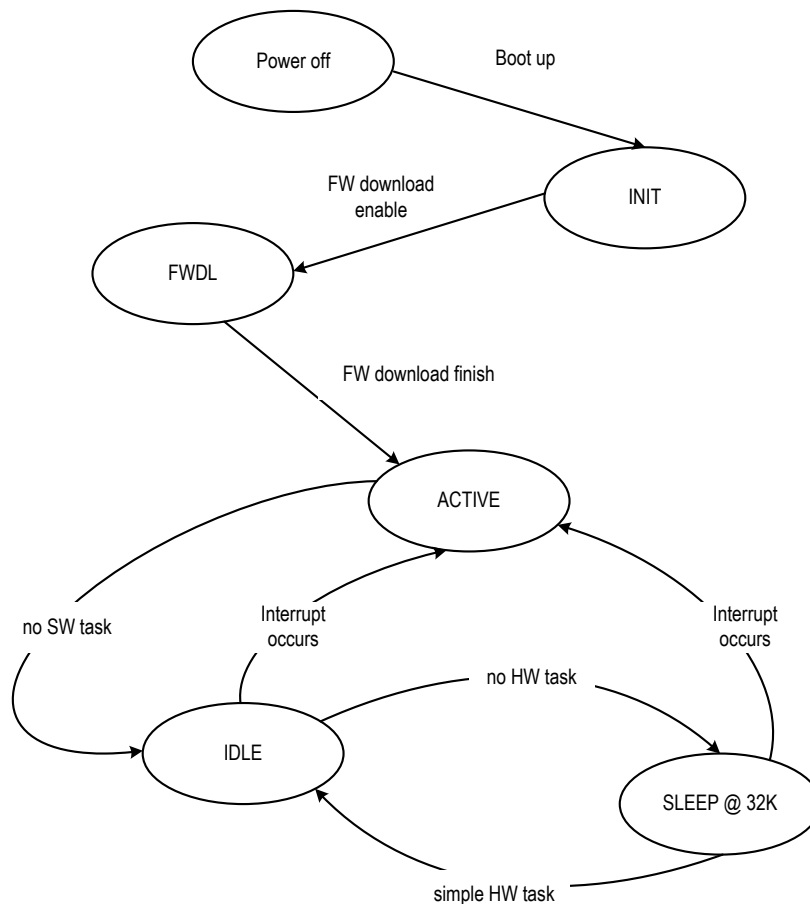 Power off
Boot up
INIT
FW download
enable
FWDL
FW download finish
ACTIVE
no SW task
Interrupt
occurs
Interrupt
occurs
no HW task
IDLE
SLEEP @ 32K
simple HW task